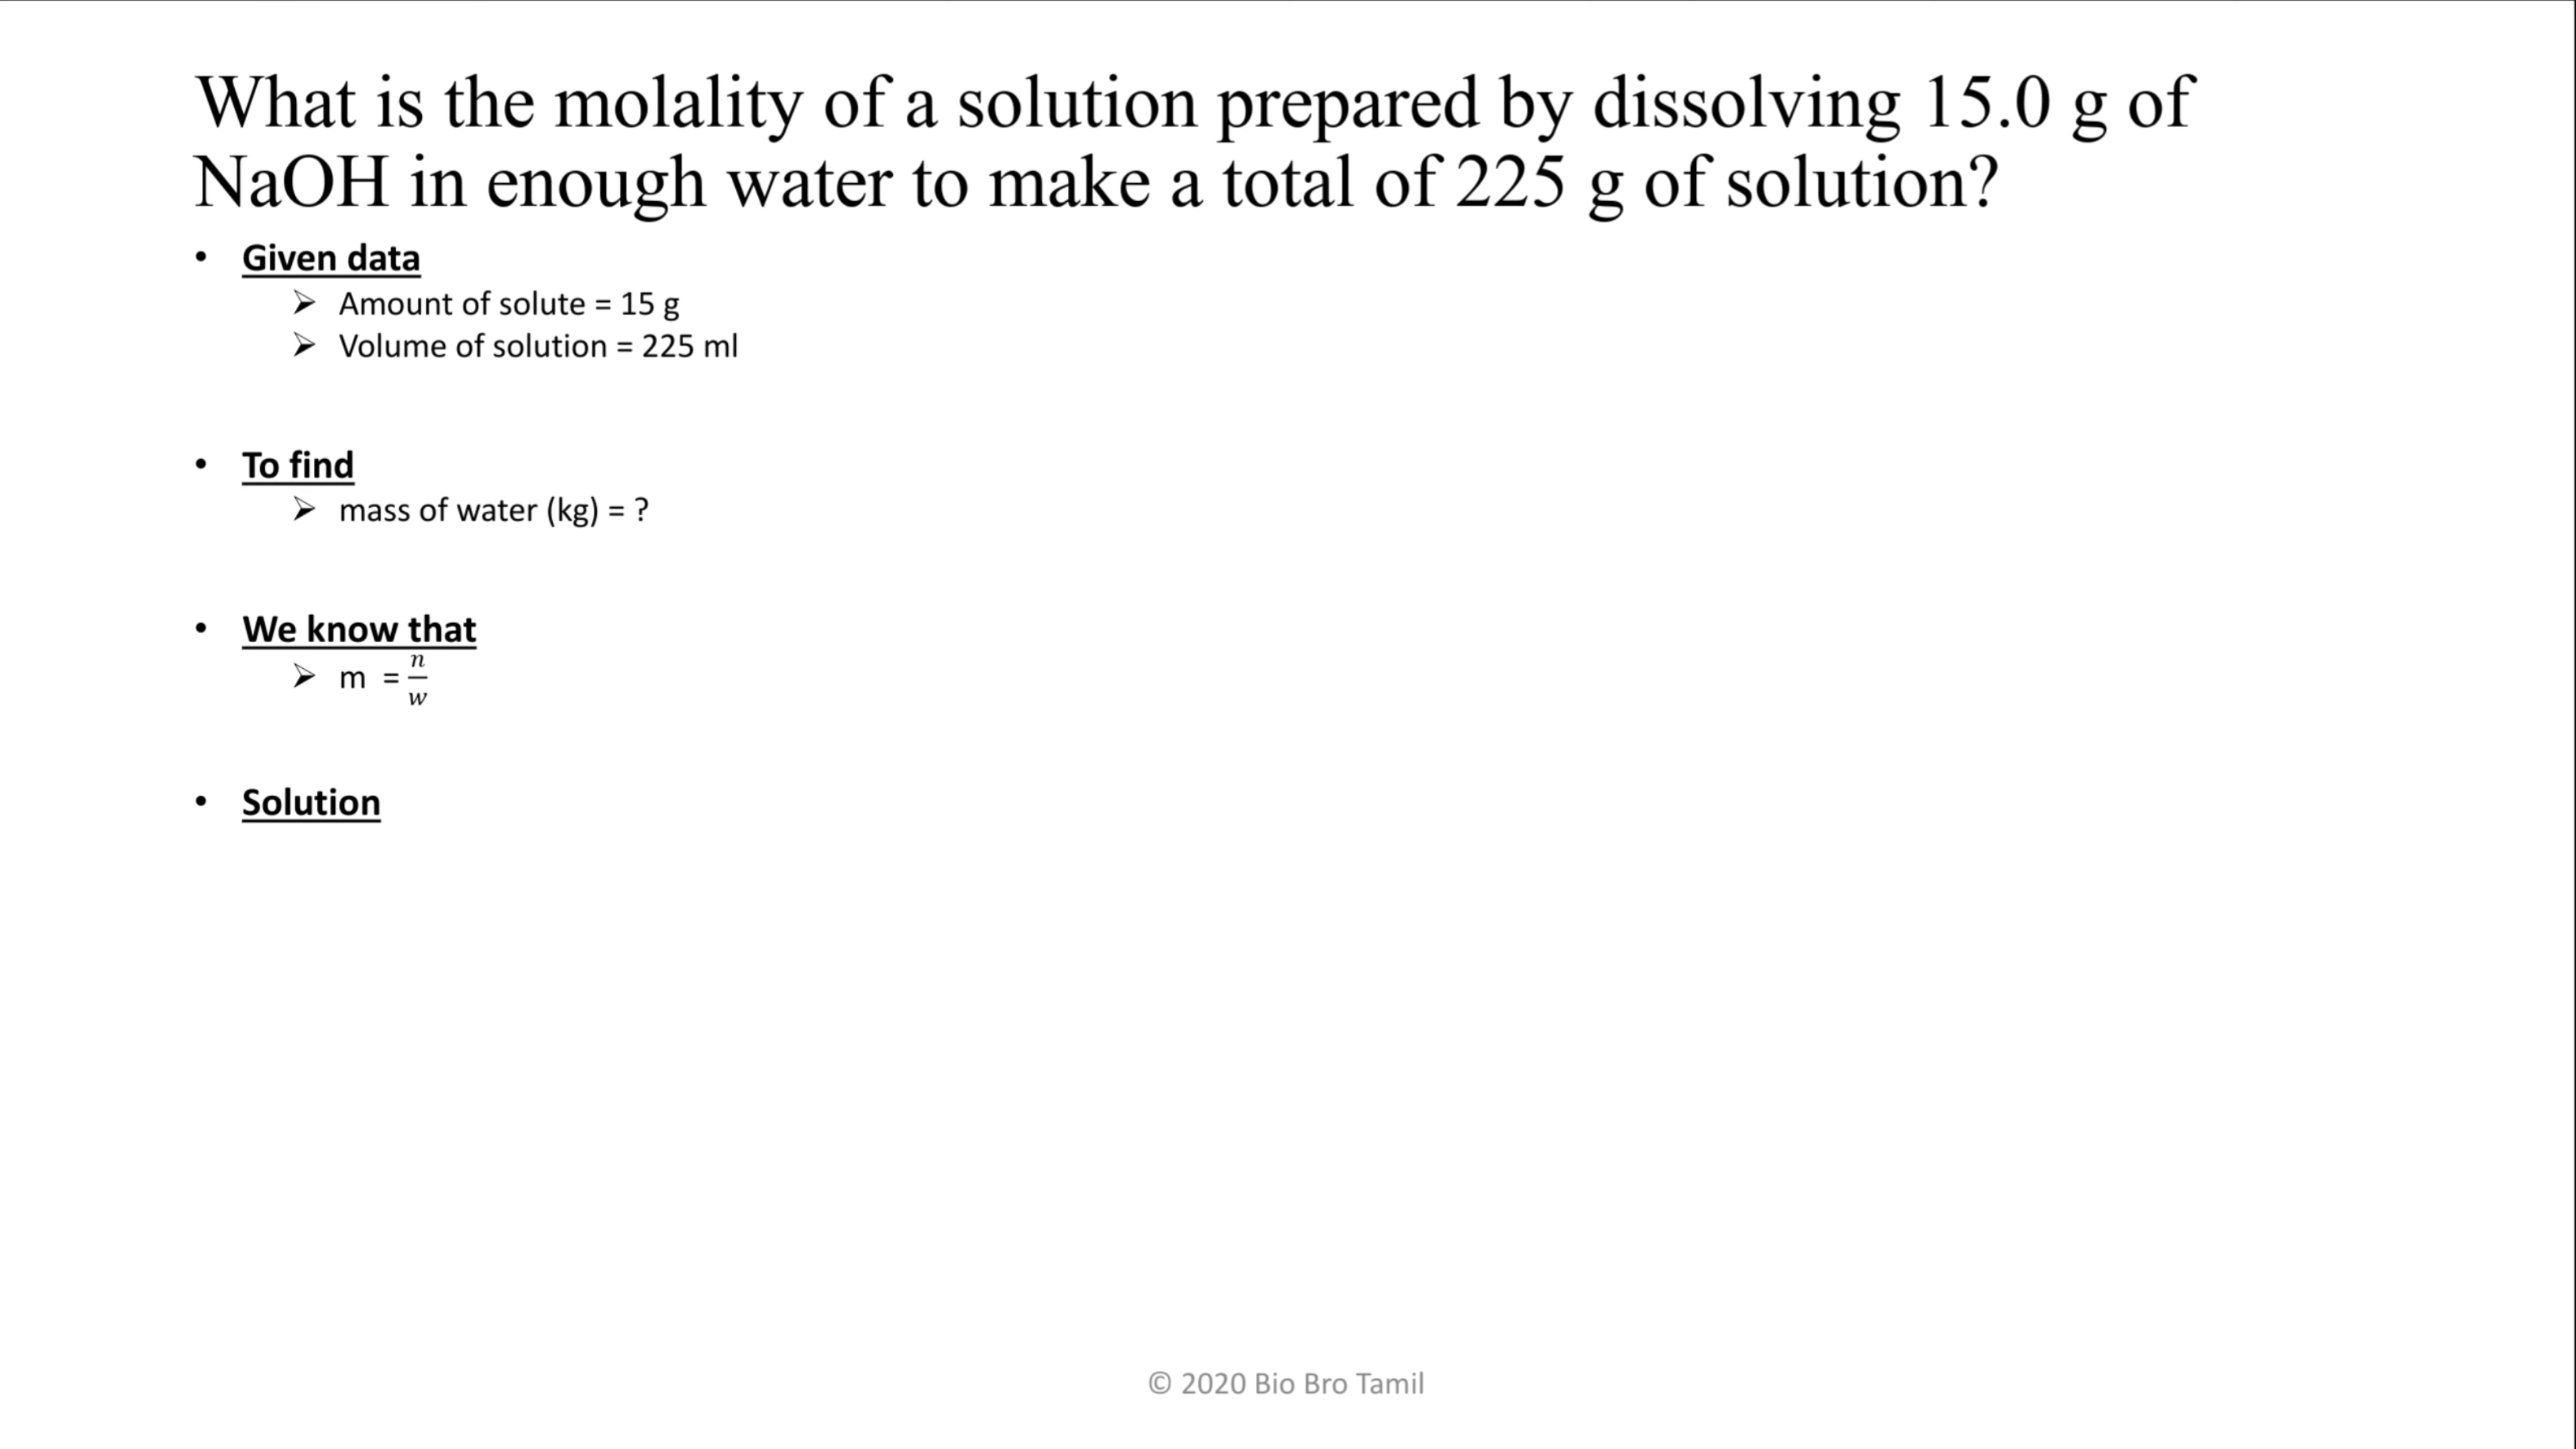 What is the molality of a solution prepared by dissolving 15.0 g of
NaOH in enough water to make a total of 225 g of solution?
• Given data
➢ Amount of solute = 15 g
➢ Volume of solution = 225 ml
• To find
➢ mass of water (kg) = ?
• We know that
➢ m = n/w
• Solution
© 2020 Bio Bro Tamil